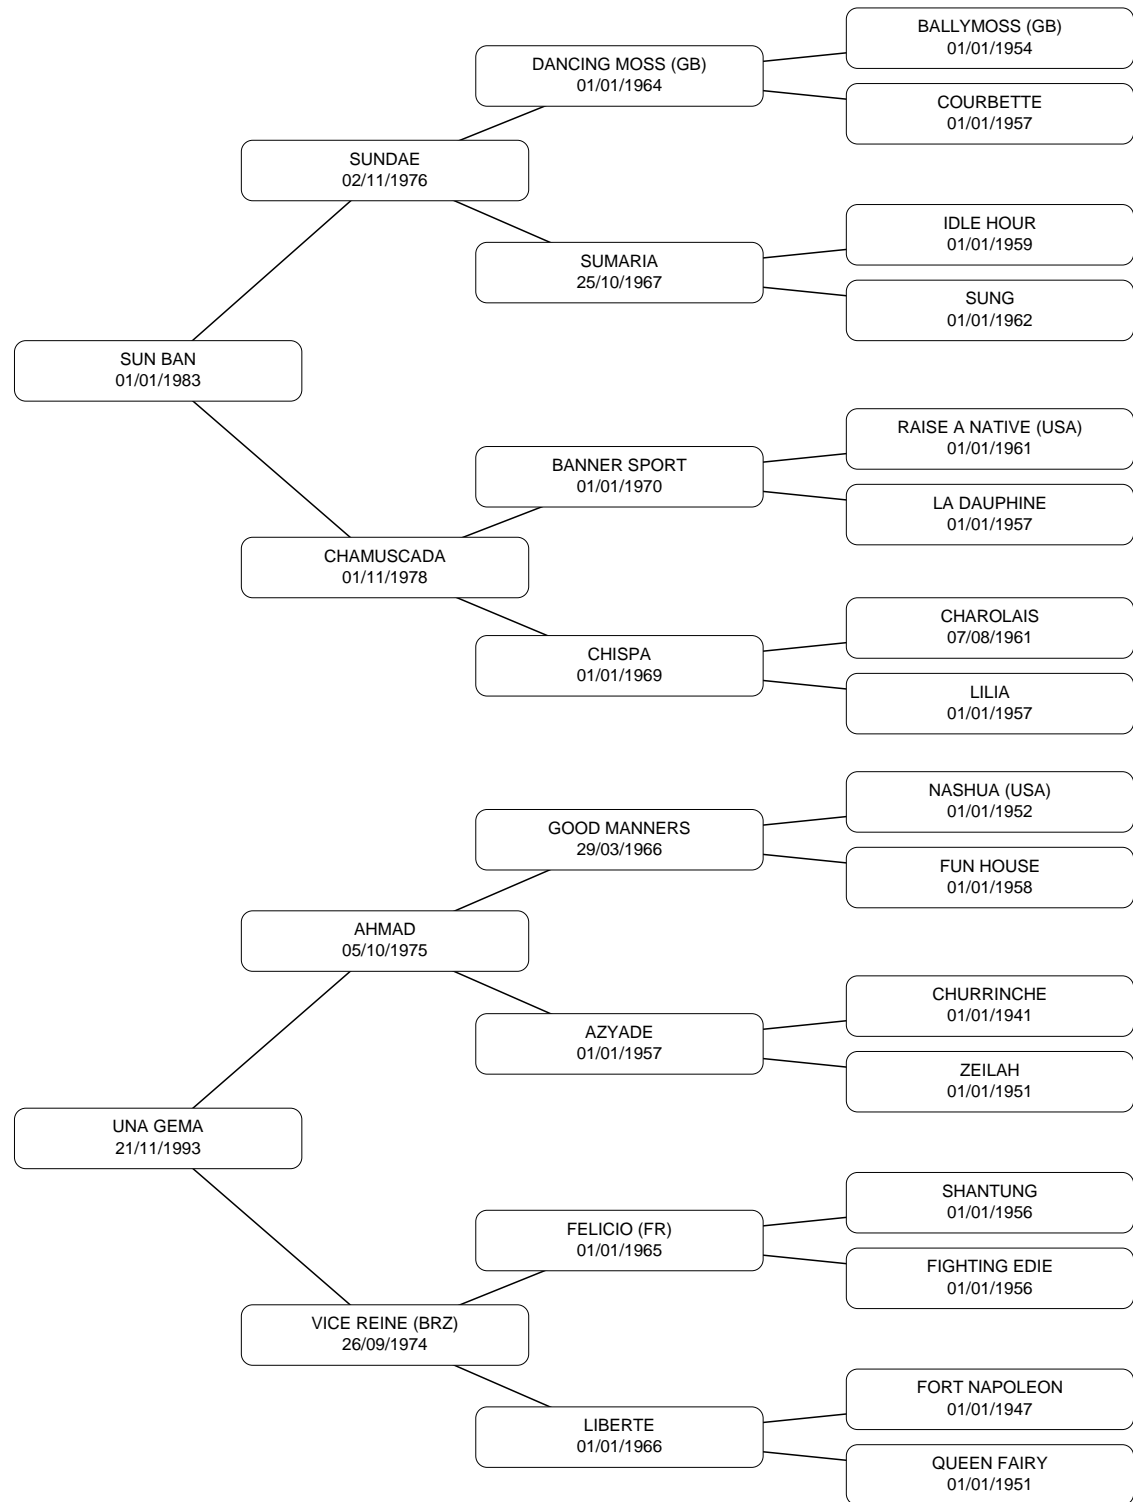 BALLYMOSS (GB)
01/01/1954
DANCING MOSS (GB)
01/01/1964
COURBETTE
01/01/1957
SUNDAE
02/11/1976
IDLE HOUR
01/01/1959
SUMARIA
25/10/1967
SUNG
01/01/1962
SUN BAN
01/01/1983
RAISE A NATIVE (USA)
01/01/1961
BANNER SPORT
01/01/1970
LA DAUPHINE
01/01/1957
CHAMUSCADA
01/11/1978
CHAROLAIS
07/08/1961
CHISPA
01/01/1969
LILIA
01/01/1957
NASHUA (USA)
01/01/1952
GOOD MANNERS
29/03/1966
FUN HOUSE
01/01/1958
AHMAD
05/10/1975
CHURRINCHE
01/01/1941
AZYADE
01/01/1957
ZEILAH
01/01/1951
UNA GEMA
21/11/1993
SHANTUNG
01/01/1956
FELICIO (FR)
01/01/1965
FIGHTING EDIE
01/01/1956
VICE REINE (BRZ)
26/09/1974
FORT NAPOLEON
01/01/1947
LIBERTE
01/01/1966
QUEEN FAIRY
01/01/1951